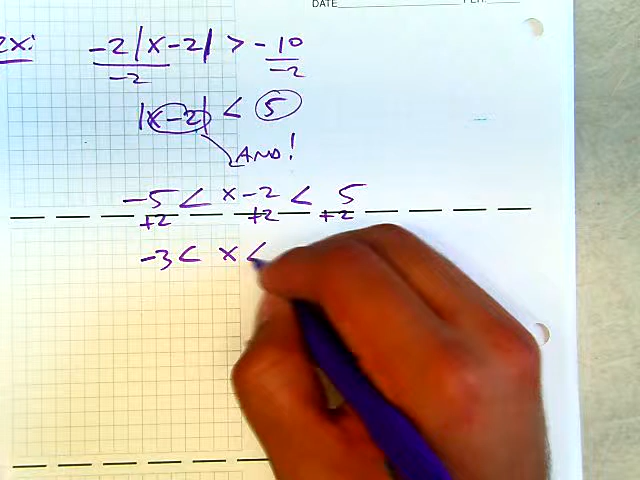 DATE
Ex:
-2|x-2| > -10
-2 -2
|x-2| < 5
AND!
-5 < x-2 < 5
+2 +2 +2
-3 < x <